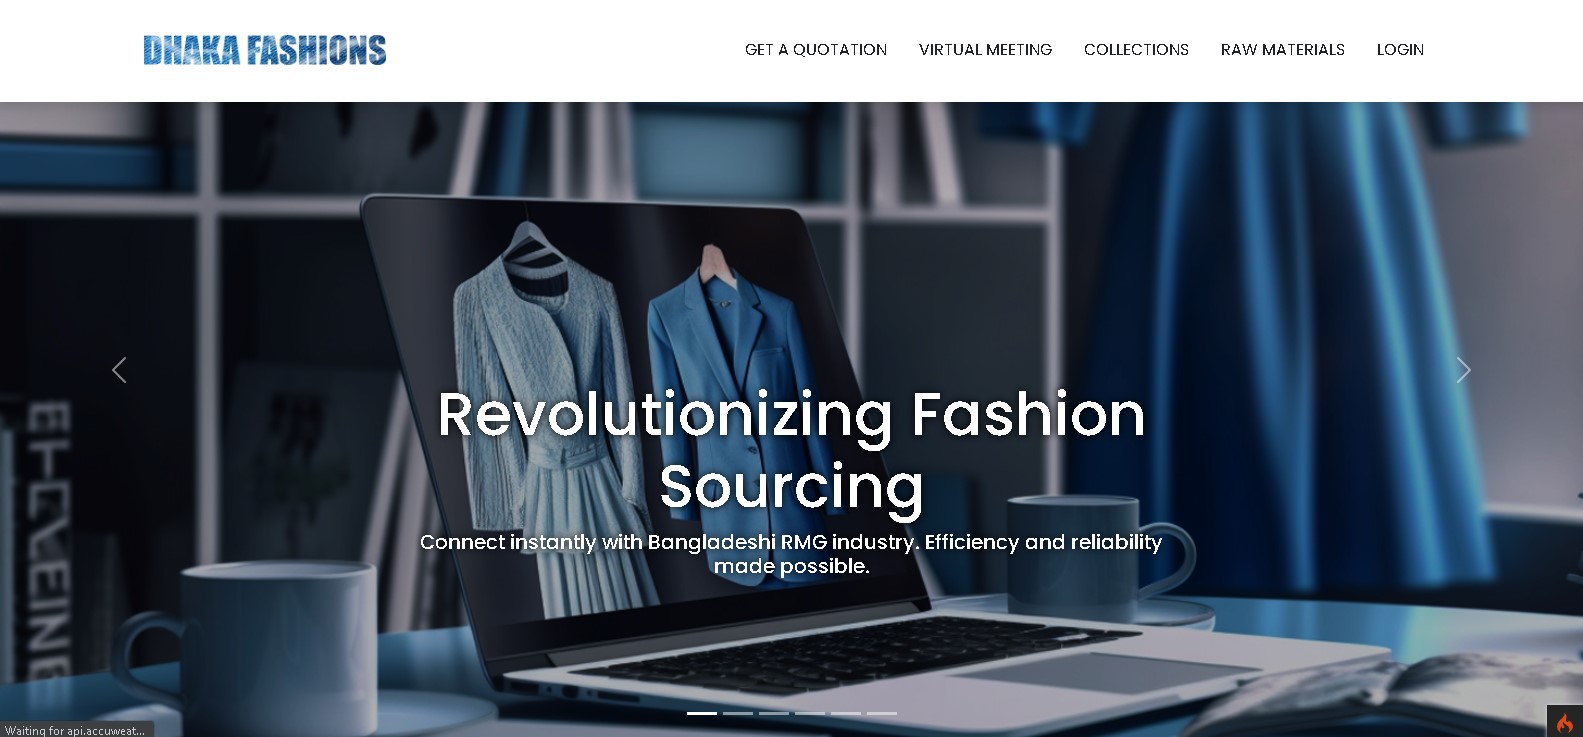 DHAKA FASHIONS
GET A QUOTATION VIRTUAL MEETING COLLECTIONS RAW MATERIALS LOGIN
Revolutionizing Fashion
Sourcing
Connect instantly with Bangladeshi RMG industry. Efficiency and reliability
made possible.
Waiting for api.accuweat...